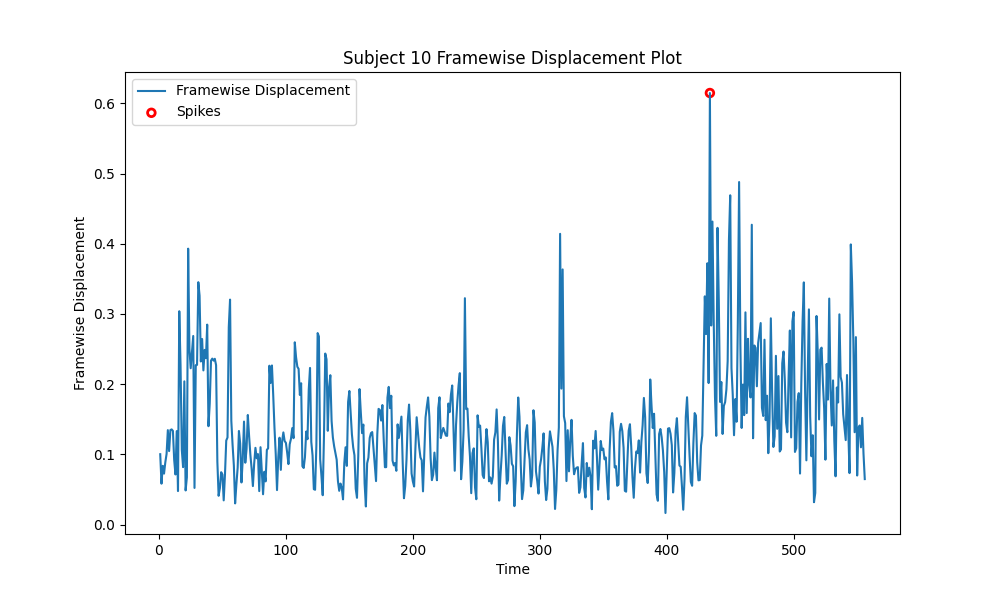 Subject 10 Framewise Displacement Plot
Framewise Displacement
Spikes
0.6
0.5
0.4
0.3
0.2
0.1
0.0
Framewise Displacement
0 100 200 300 400 500
Time